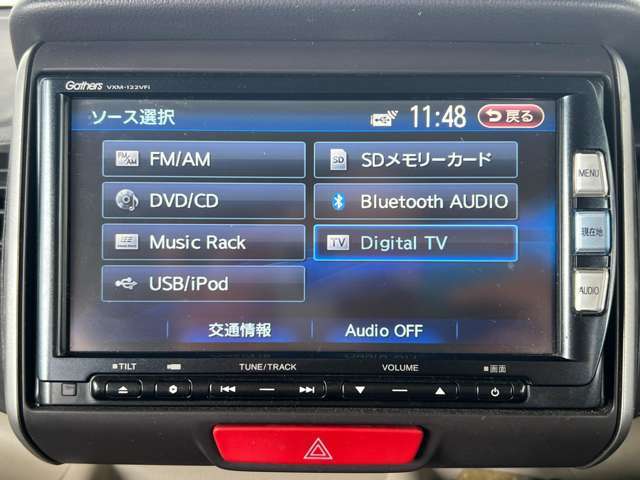 Gathers VXM-122VFi
ソース選択 11:48 戻る
FM/AM SDメモリーカード
DVD/CD Bluetooth AUDIO
Music Rack TV Digital TV
USB/iPod
交通情報 Audio OFF
MENU
現在地
AUDIO
TILT TUNE/TRACK VOLUME 画面